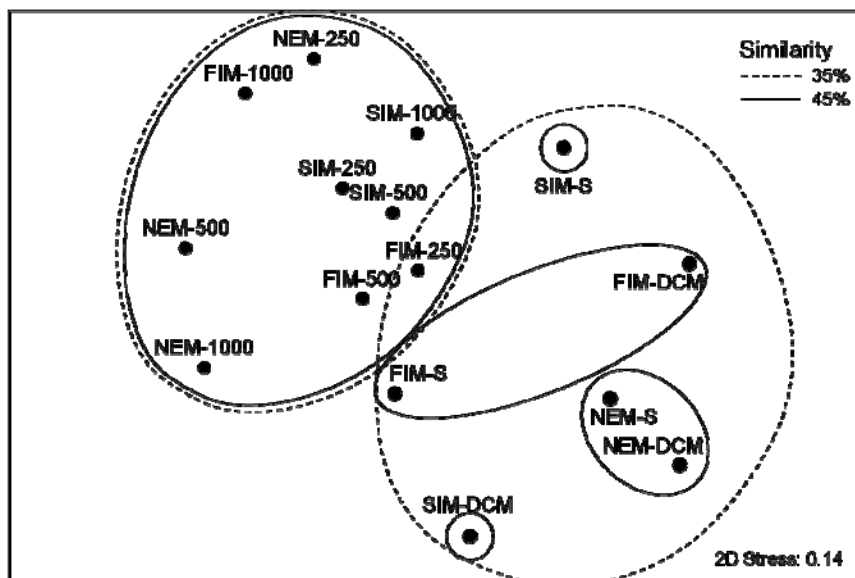 NEM-250
FIM-1000
Similarity
35%
45%
SIM-1000
SIM-250
SIM-S
SIM-500
NEM-500
FIM-250
FIM-DCM
FIM-500
NEM-1000
FIM-S
NEM-S
NEM-DCM
SIM-DCM
2D Stress: 0.14